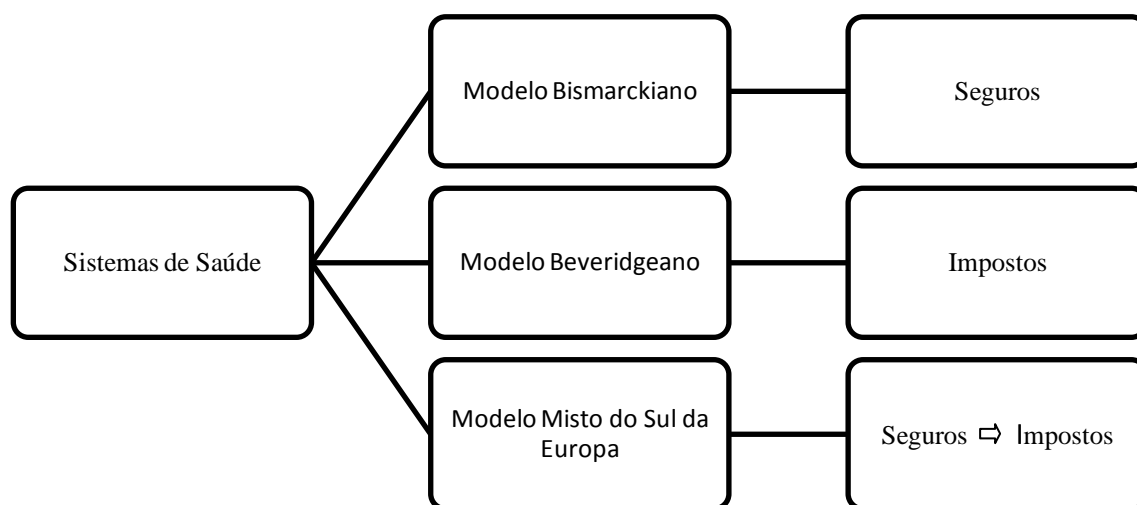 Modelo Bismarckiano
Seguros
Sistemas de Saúde
Modelo Beveridgeano
Impostos
Modelo Misto do Sul da
Europa
Seguros ⇨ Impostos